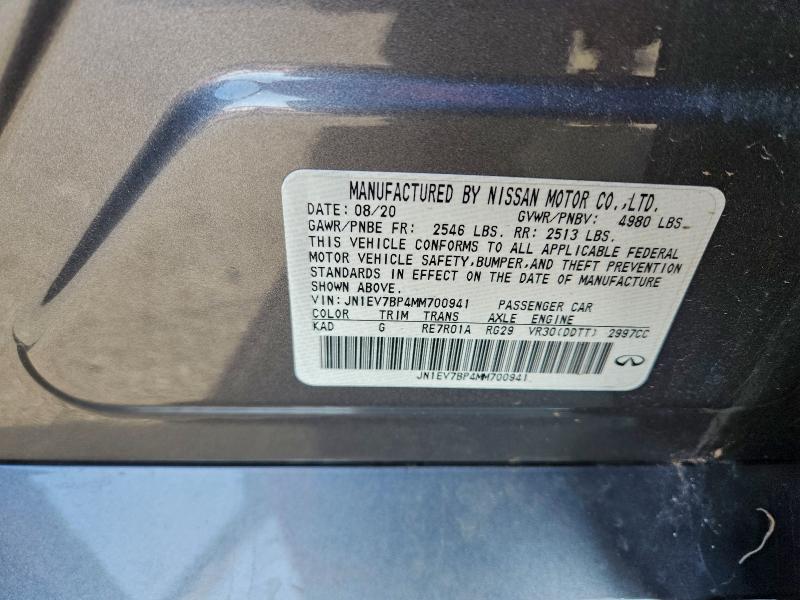 MANUFACTURED BY NISSAN MOTOR CO.,LTD.
DATE: 08/20 GVWR/PNBV: 4980 LBS
GAWR/PNBE FR: 2546 LBS. RR: 2513 LBS.
THIS VEHICLE CONFORMS TO ALL APPLICABLE FEDERAL
MOTOR VEHICLE SAFETY,BUMPER,AND THEFT PREVENTION
STANDARDS IN EFFECT ON THE DATE OF MANUFACTURE
SHOWN ABOVE.
VIN: JN1EV7BP4MM700941 PASSENGER CAR
COLOR TRIM TRANS AXLE ENGINE
KAD G RE7R01A RG29 VR30(DDTT) 2997CC
JN1EV7BP4MM700941